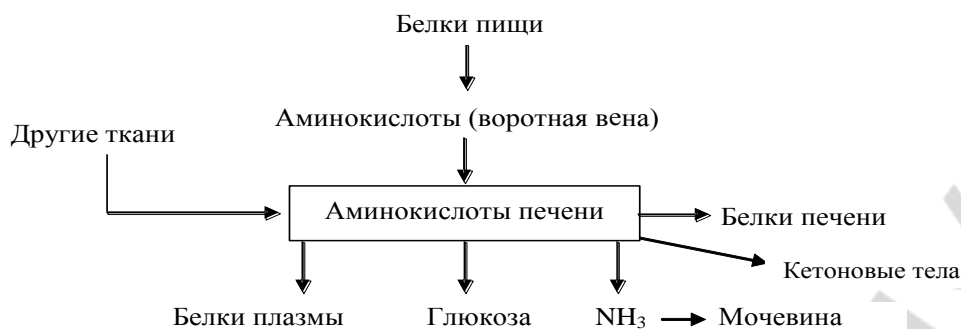 Белки пищи
Аминокислоты (воротная вена)
Другие ткани
Аминокислоты печени
Белки печени
Кетоновые тела
Белки плазмы Глюкоза NH₃ Мочевина